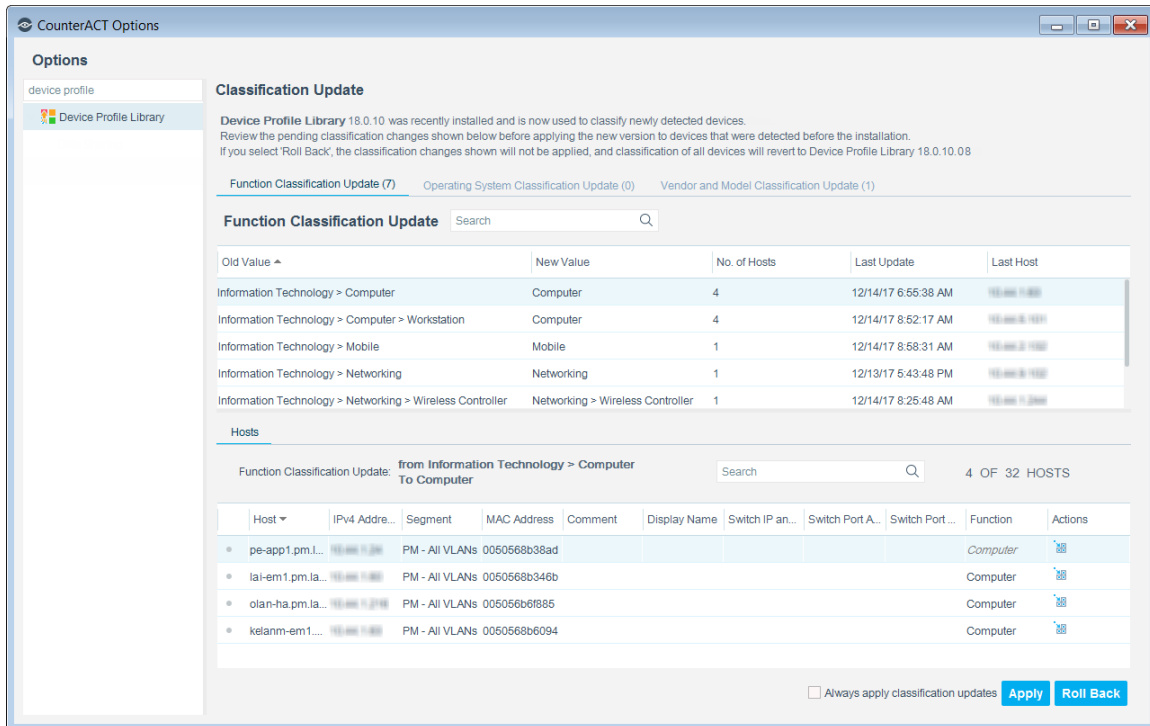 CounterACT Options
Options
device profile
Device Profile Library
Classification Update
Device Profile Library 18.0.10 was recently installed and is now used to classify newly detected devices.
Review the pending classification changes shown below before applying the new version to devices that were detected before the installation.
If you select 'Roll Back', the classification changes shown will not be applied, and classification of all devices will revert to Device Profile Library 18.0.10.08
Function Classification Update (7) Operating System Classification Update (0) Vendor and Model Classification Update (1)
Function Classification Update Search
Old Value New Value No. of Hosts Last Update Last Host
Information Technology > Computer Computer 4 12/14/17 6:55:38 AM
Information Technology > Computer > Workstation Computer 4 12/14/17 8:52:17 AM
Information Technology > Mobile Mobile 1 12/14/17 8:58:31 AM
Information Technology > Networking Networking 1 12/13/17 5:43:48 PM
Information Technology > Networking > Wireless Controller Networking > Wireless Controller 1 12/14/17 8:25:48 AM
Hosts
Function Classification Update: from Information Technology > Computer
To Computer
Search
4 OF 32 HOSTS
Host IPv4 Addre... Segment MAC Address Comment Display Name Switch IP an... Switch Port A... Switch Port ... Function Actions
pe-app1.pm.l... PM - All VLANs 0050568b38ad Computer
lai-em1.pm.la... PM - All VLANs 0050568b346b Computer
olan-ha.pm.la... PM - All VLANs 005056b6f885 Computer
kelanm-em1.... PM - All VLANs 0050568b6094 Computer
Always apply classification updates Apply Roll Back